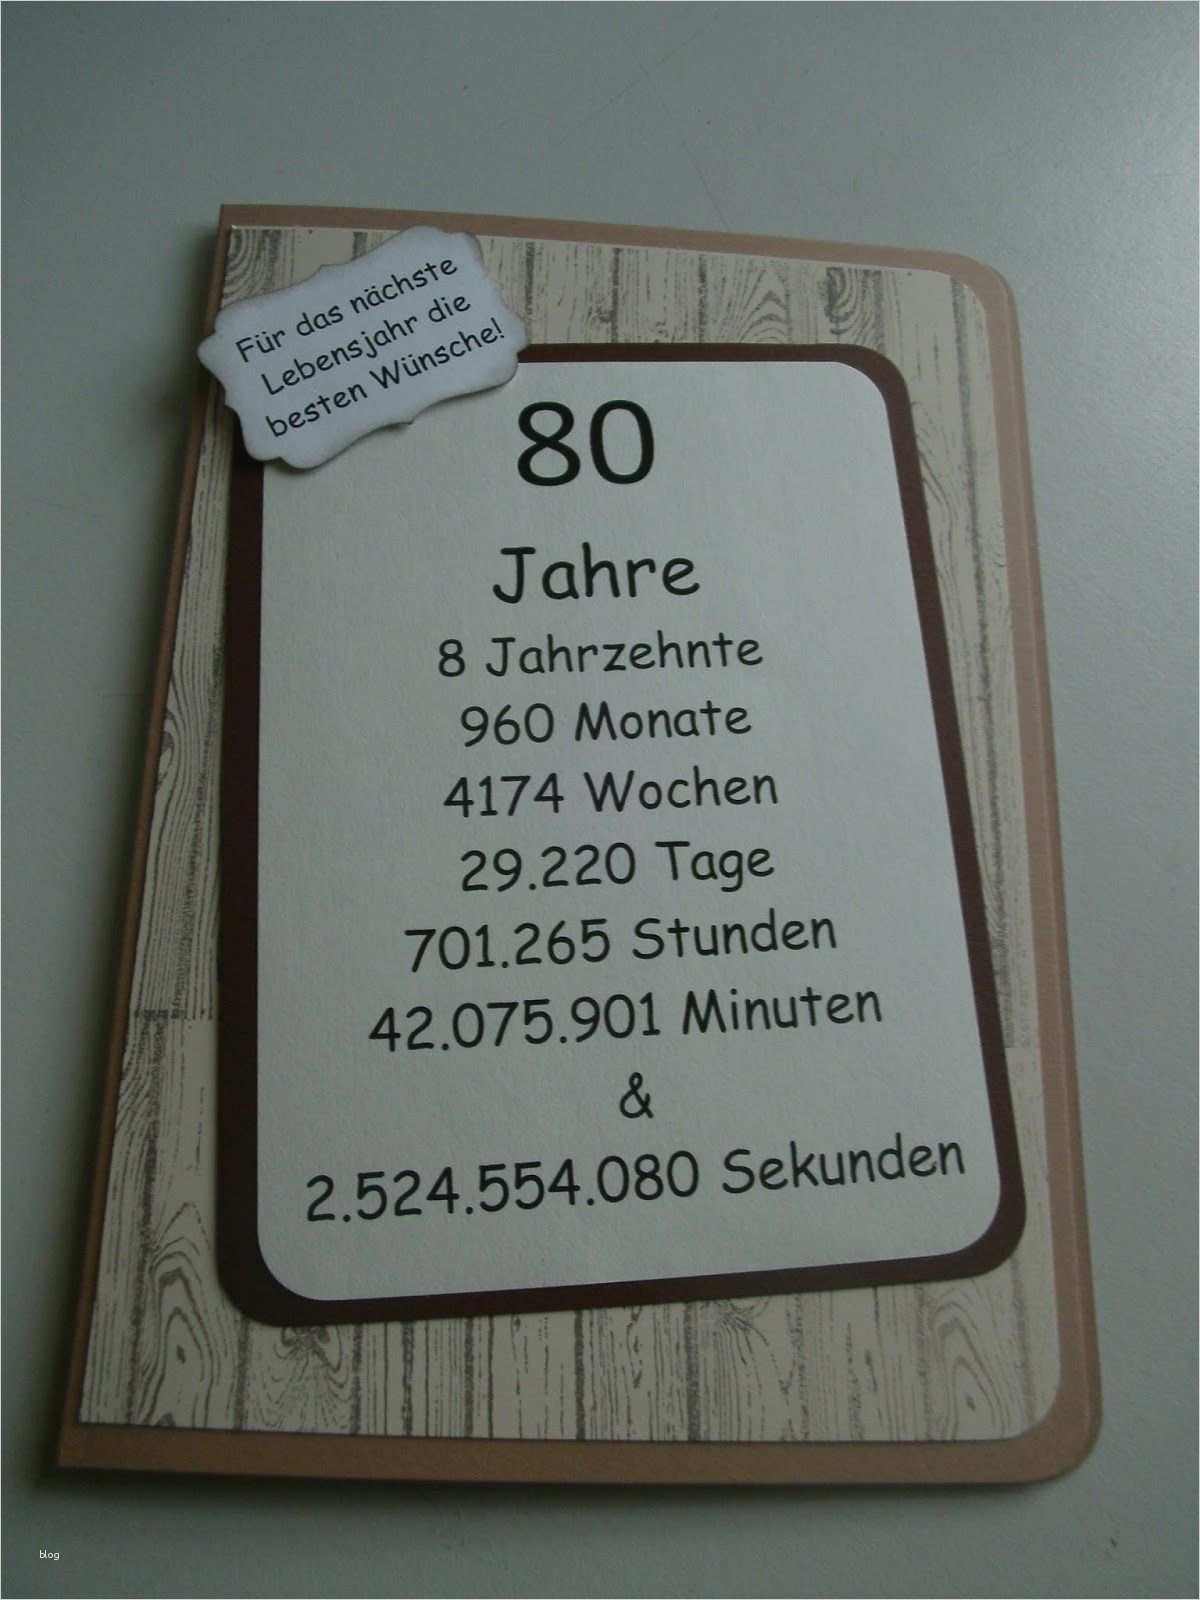 Für das nächste
Lebensjahr die
besten Wünsche!
80
Jahre
8 Jahrzehnte
960 Monate
4174 Wochen
29.220 Tage
701.265 Stunden
42.075.901 Minuten
&
2.524.554.080 Sekunden
blog